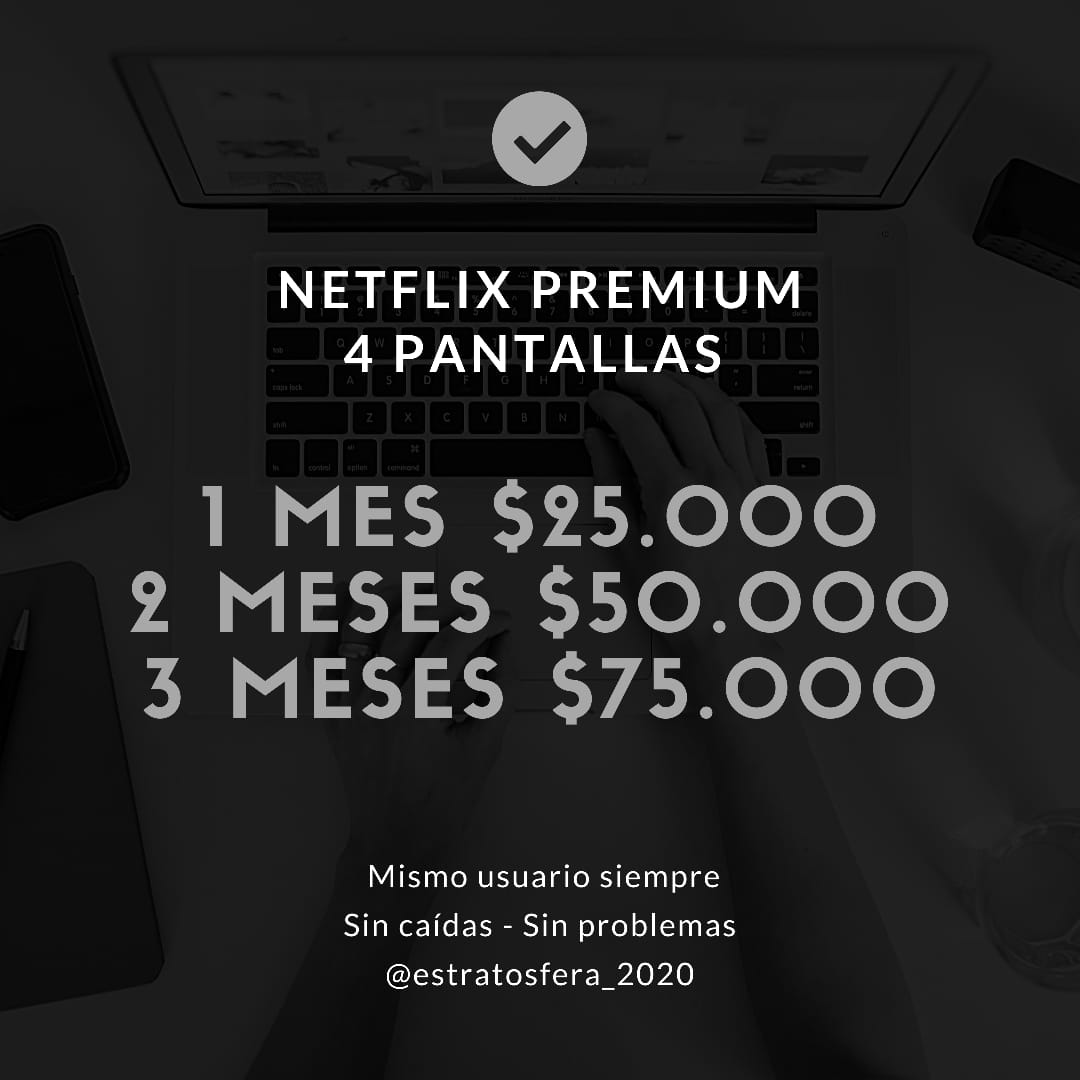 NETFLIX PREMIUM
4 PANTALLAS
1 MES $25.000
2 MESES $50.000
3 MESES $75.000
Mismo usuario siempre
Sin caídas - Sin problemas
@estratosfera_2020